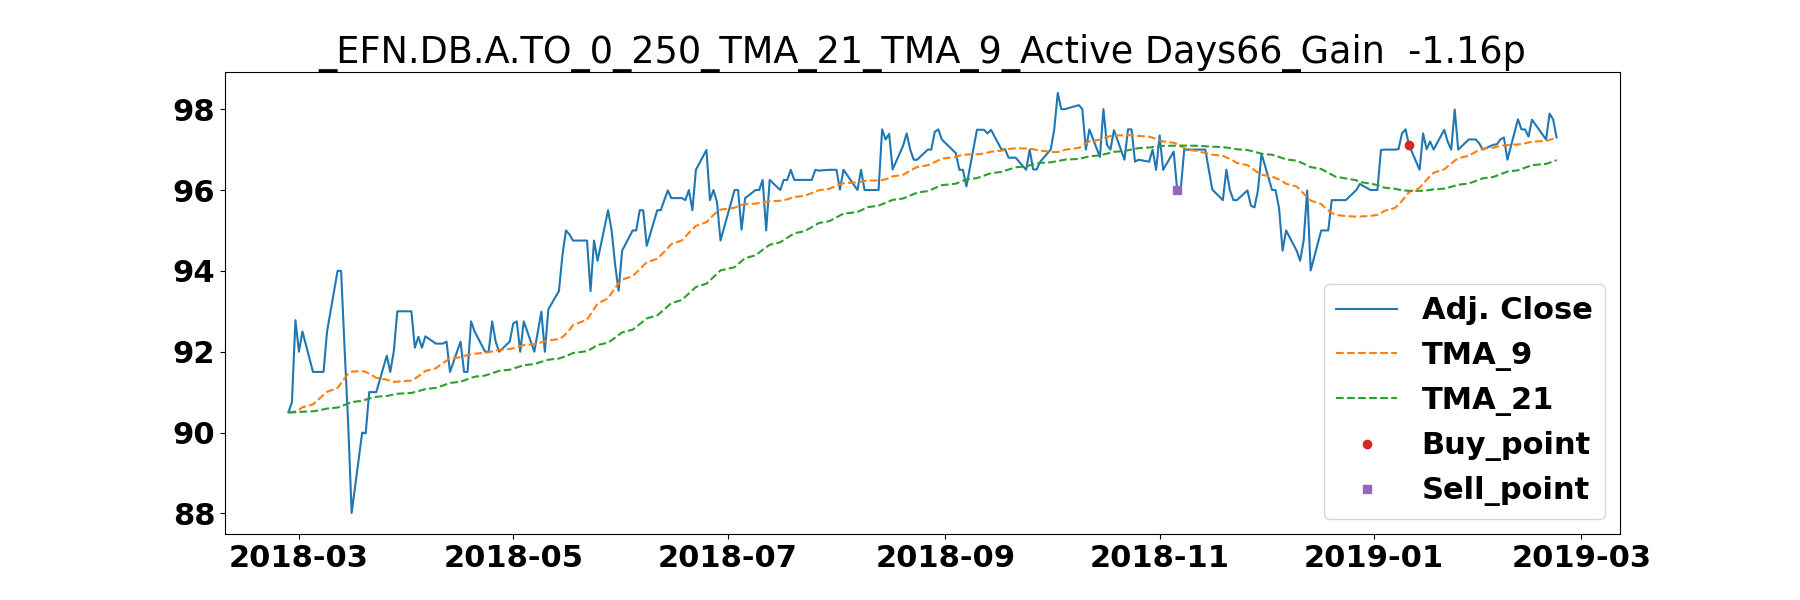 _EFN.DB.A.TO_0_250_TMA_21_TMA_9_Active Days66_Gain  -1.16p
98
96
94
92
90
88
Adj. Close
TMA_9
TMA_21
Buy_point
Sell_point
2018-03 2018-05 2018-07 2018-09 2018-11 2019-01 2019-03